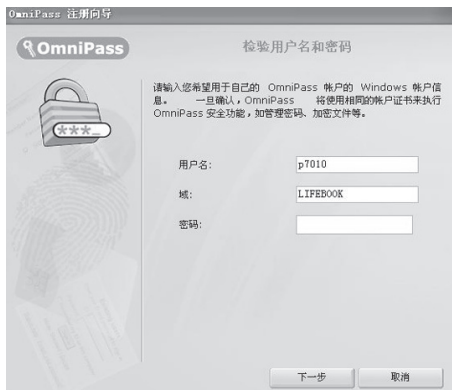 OmniPass 注册向导
OmniPass
检验用户名和密码
请输入您希望用于自己的 OmniPass 帐户的 Windows 帐户信
息。 一旦确认，OmniPass 将使用相同的帐户证书来执行
OmniPass 安全功能，如管理密码、加密文件等。
***_
用户名: p7010
域: LIFEBOOK
密码:
下一步 取消